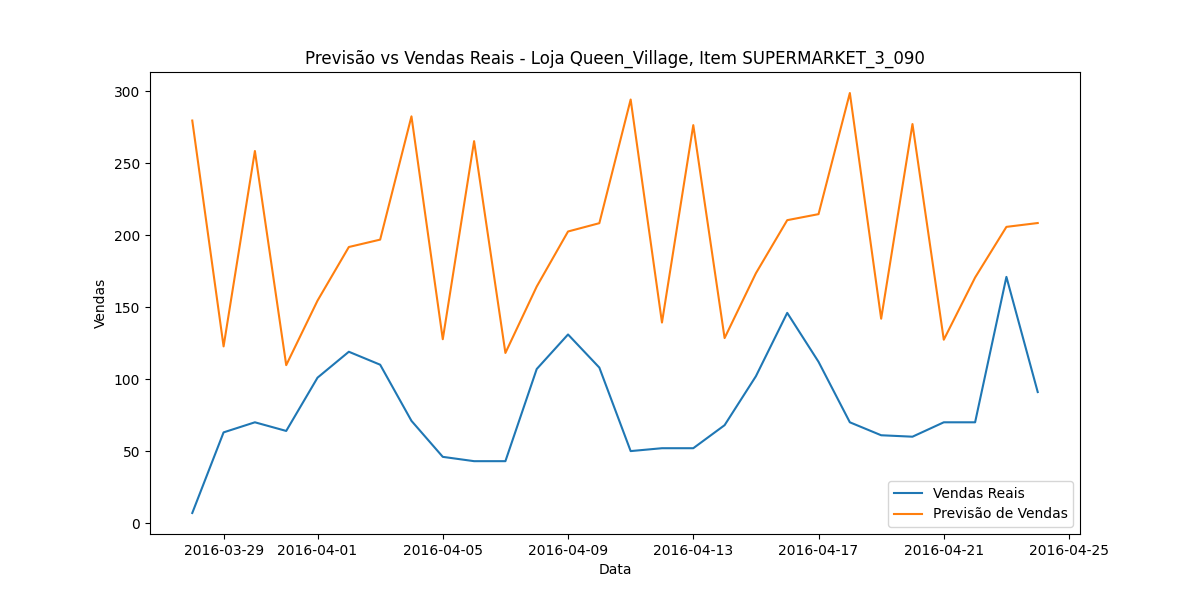 Previsão vs Vendas Reais - Loja Queen_Village, Item SUPERMARKET_3_090
300
250
200
150
100
50
0
Vendas
Vendas Reais
Previsão de Vendas
2016-03-29 2016-04-01 2016-04-05 2016-04-09 2016-04-13 2016-04-17 2016-04-21 2016-04-25
Data